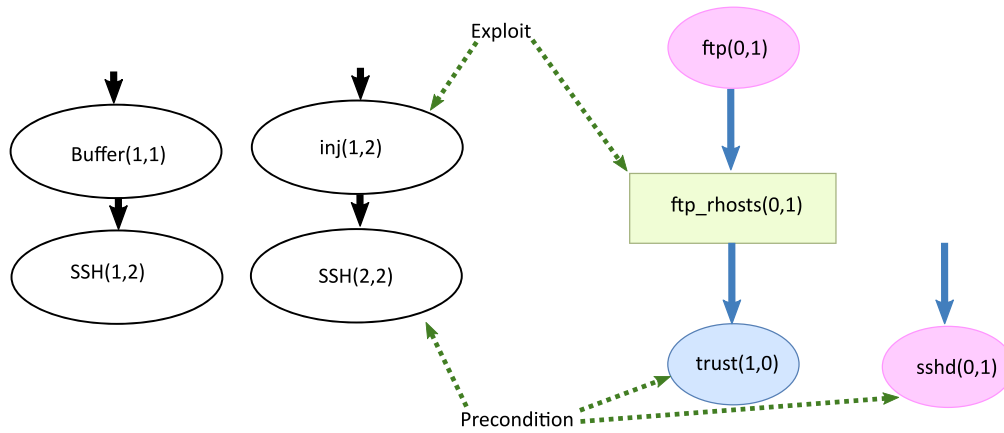 Exploit
ftp(0,1)
Buffer(1,1)
inj(1,2)
ftp_rhosts(0,1)
SSH(1,2)
SSH(2,2)
trust(1,0)
sshd(0,1)
Precondition